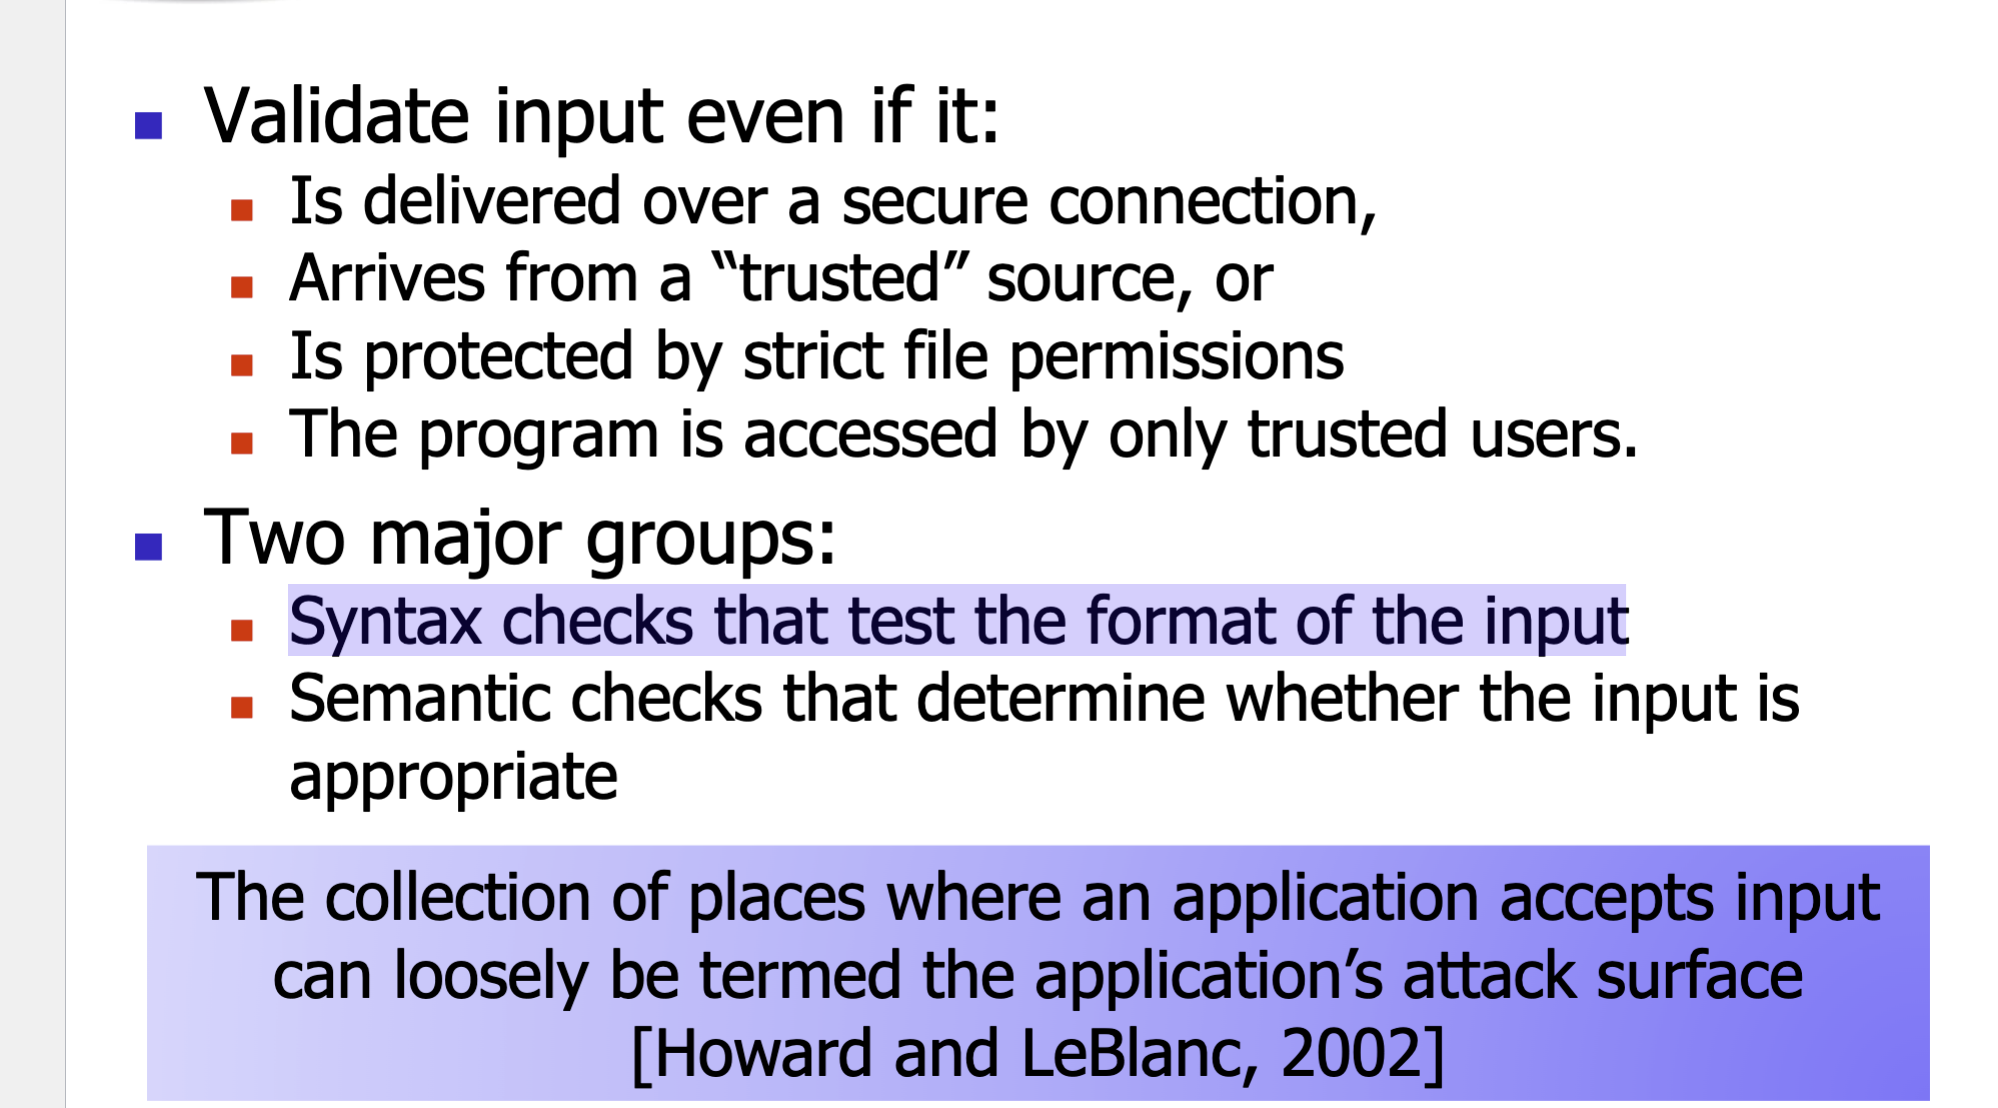 Validate input even if it:
Is delivered over a secure connection,
Arrives from a “trusted” source, or
Is protected by strict file permissions
The program is accessed by only trusted users.
Two major groups:
Syntax checks that test the format of the input
Semantic checks that determine whether the input is
appropriate
The collection of places where an application accepts input
can loosely be termed the application’s attack surface
[Howard and LeBlanc, 2002]